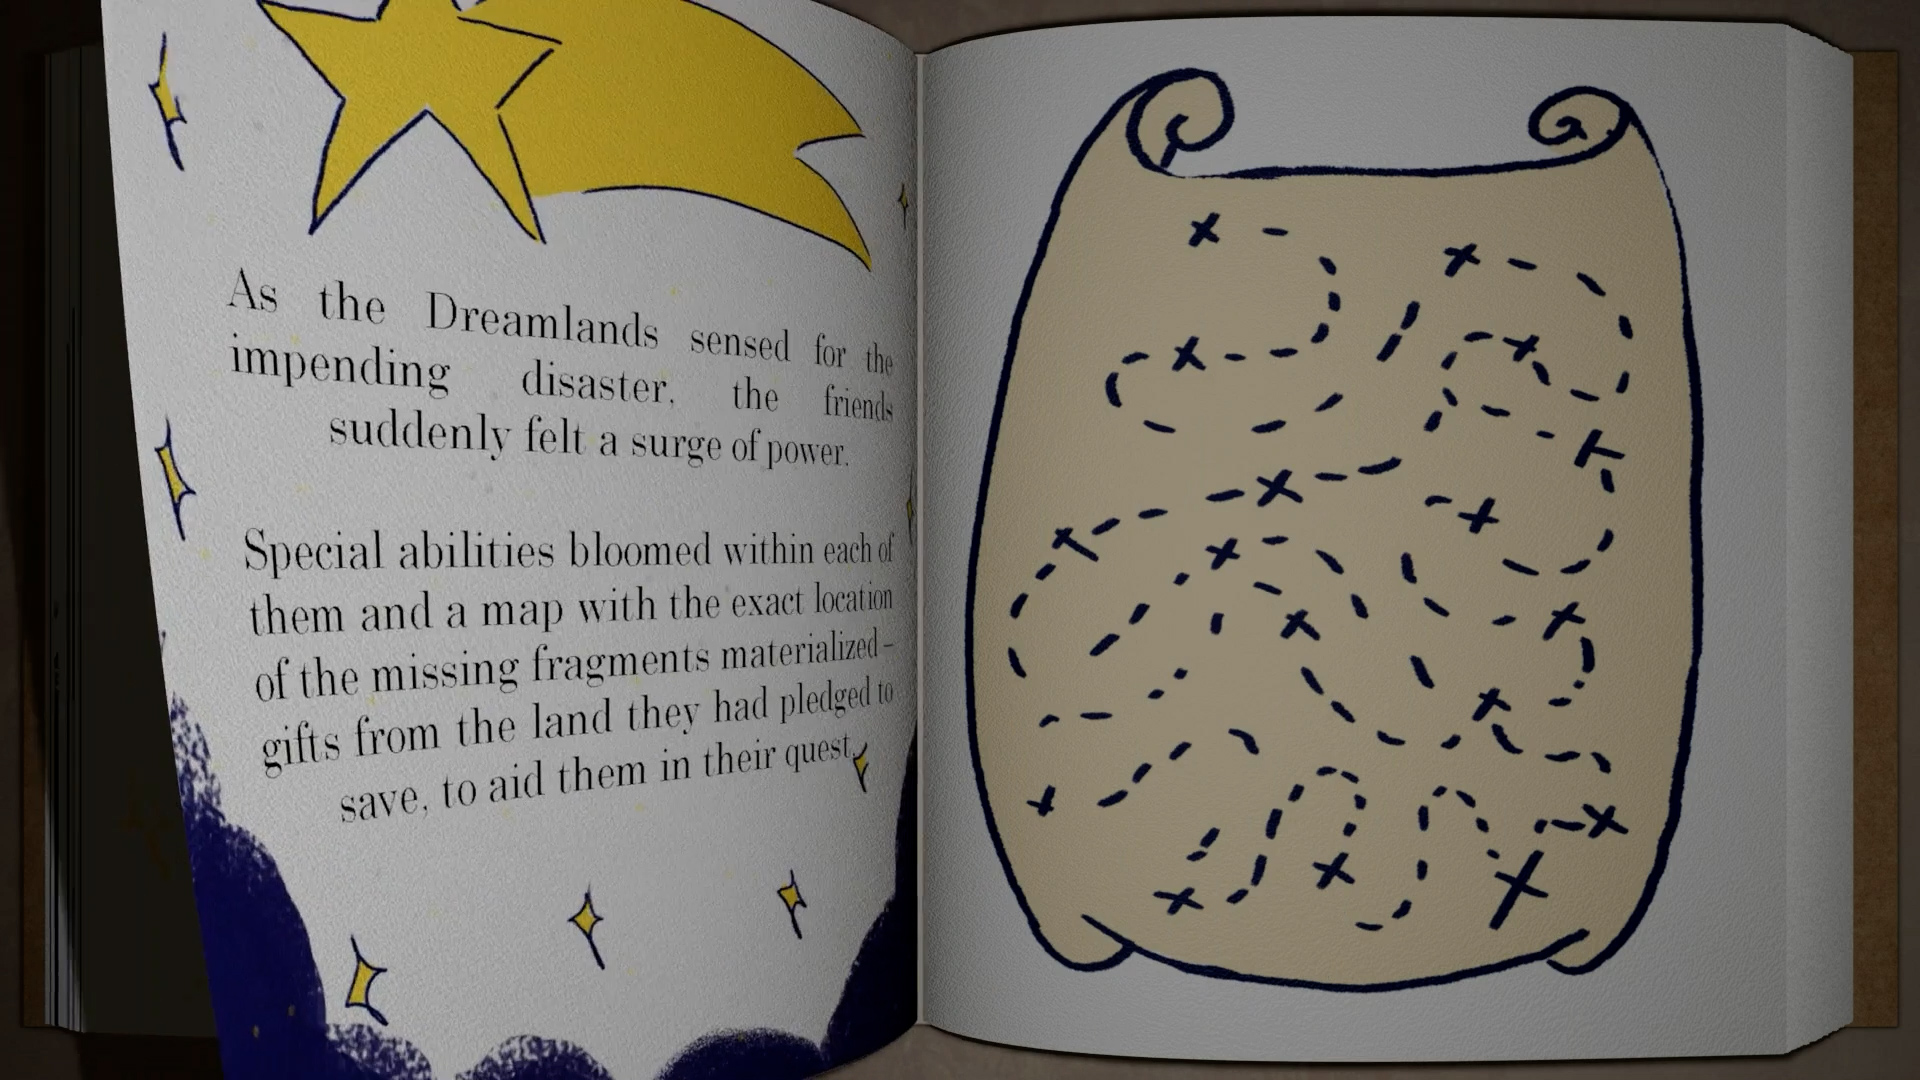 As the Dreamlands sensed for the
impending disaster, the friends
suddenly felt a surge of power.
Special abilities bloomed within each of
them and a map with the exact location
of the missing fragments materialized –
gifts from the land they had pledged to
save, to aid them in their quest.